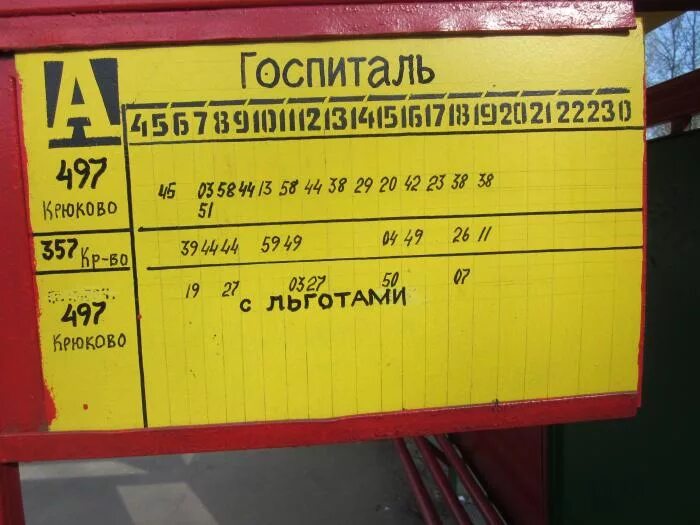 А
Госпиталь
4 5 6 7 8 9 10 11 12 13 14 15 16 17 18 19 20 21 22 23 0
497 45 03 58 44 13 58 44 38 29 20 42 23 38 38
Крюково 51
357 Кр-во 39 44 44 59 49 04 49 26 11
19 27 03 27 50 07
497 с льготами
Крюково